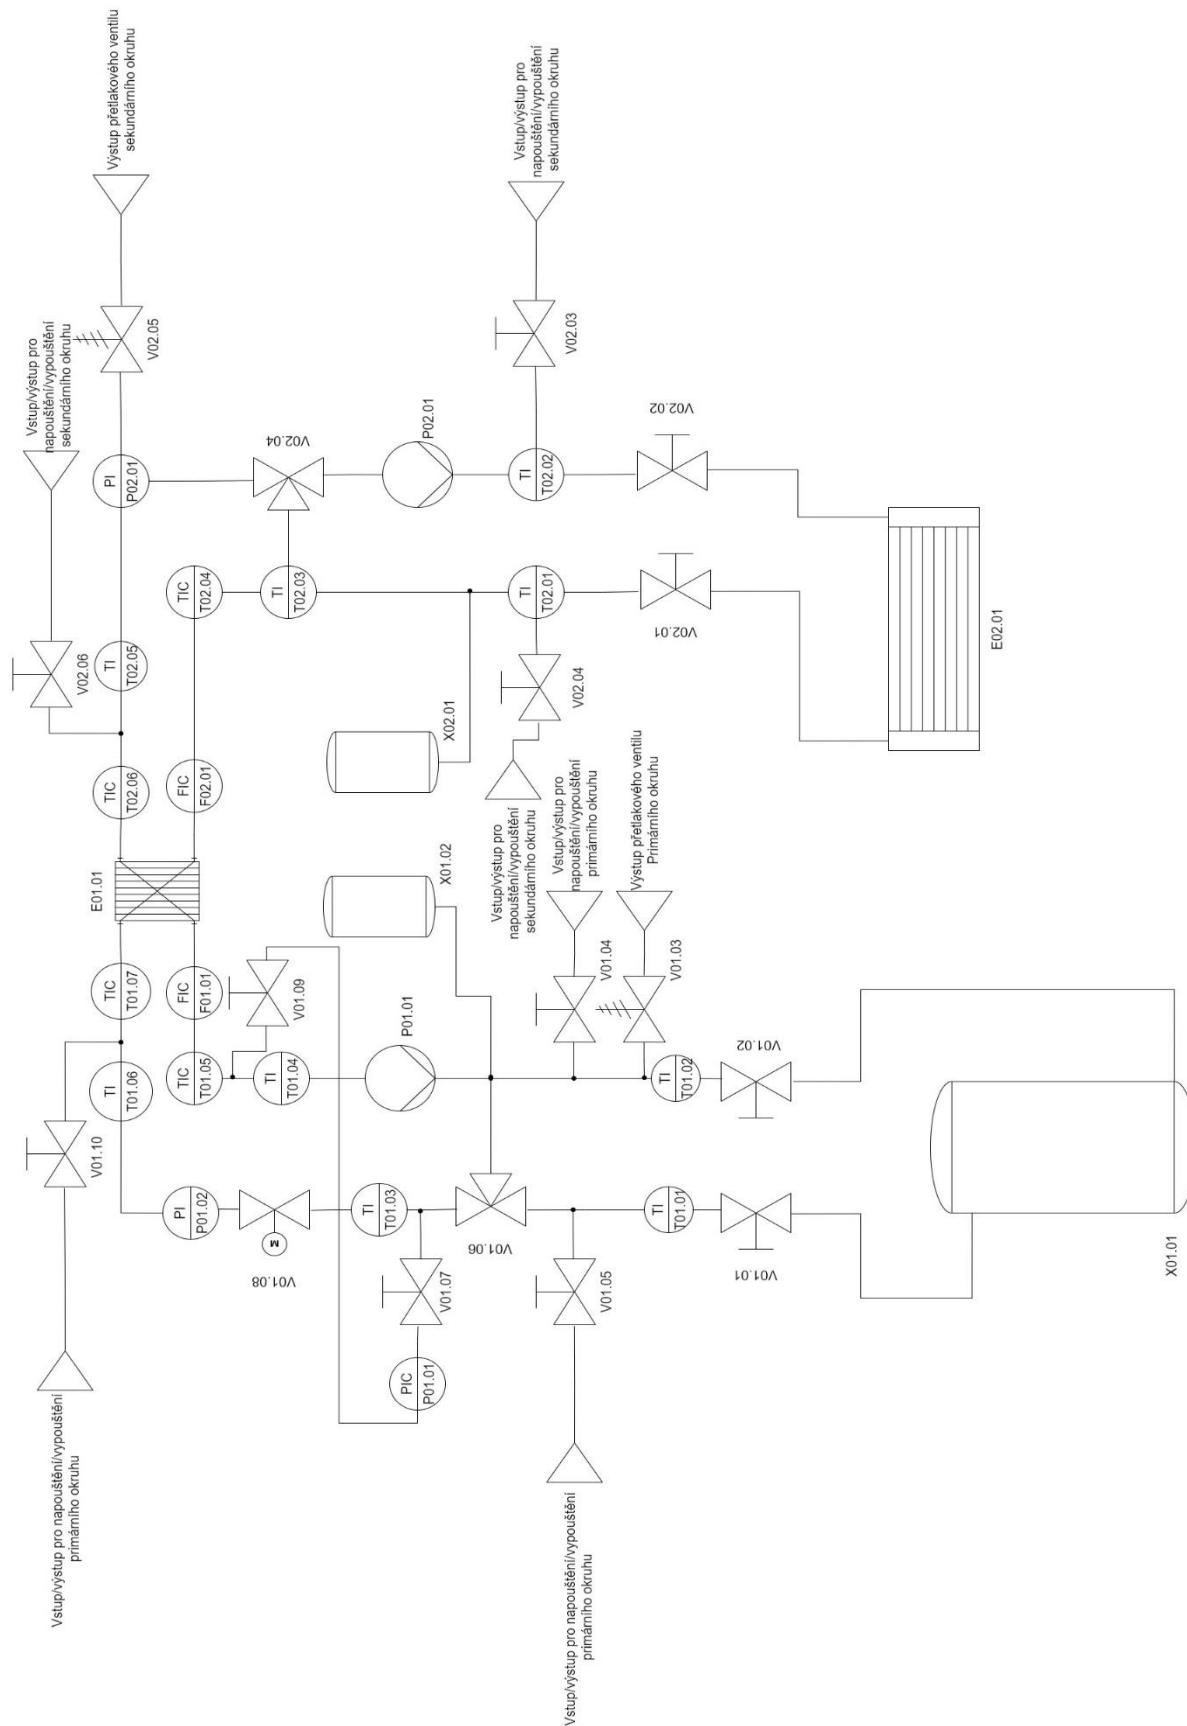 Výstup přetlakového ventilu
sekundárního okruhu
Vstup/výstup pro
napouštění/vypouštění
sekundárního okruhu
V02.05
V02.06
PI
P02.01
TI
T02.05
TIC
T02.06
E01.01
TIC
T01.07
TI
T01.06
V01.10
Vstup/výstup pro napouštění/vypouštění
primárního okruhu
Vstup/výstup pro
napouštění/vypouštění
sekundárního okruhu
V02.03
P02.01
V02.04
TI
T02.02
V02.02
TIC
T02.04
TI
T02.03
TI
T02.01
V02.01
FIC
F02.01
X02.01
V02.04
Vstup/výstup pro
napouštění/vypouštění
sekundárního okruhu
E02.01
FIC
F01.01
TIC
T01.05
V01.09
TI
T01.04
P01.01
X01.02
Vstup/výstup pro
napouštění/vypouštění
primárního okruhu
V01.04
Výstup přetlakového ventilu
Primárního okruhu
V01.03
TI
T01.02
V01.02
PI
P01.02
M
V01.08
TI
T01.03
V01.06
V01.07
PIC
P01.01
V01.05
TI
T01.01
V01.01
X01.01
Vstup/výstup pro napouštění/vypouštění
primárního okruhu